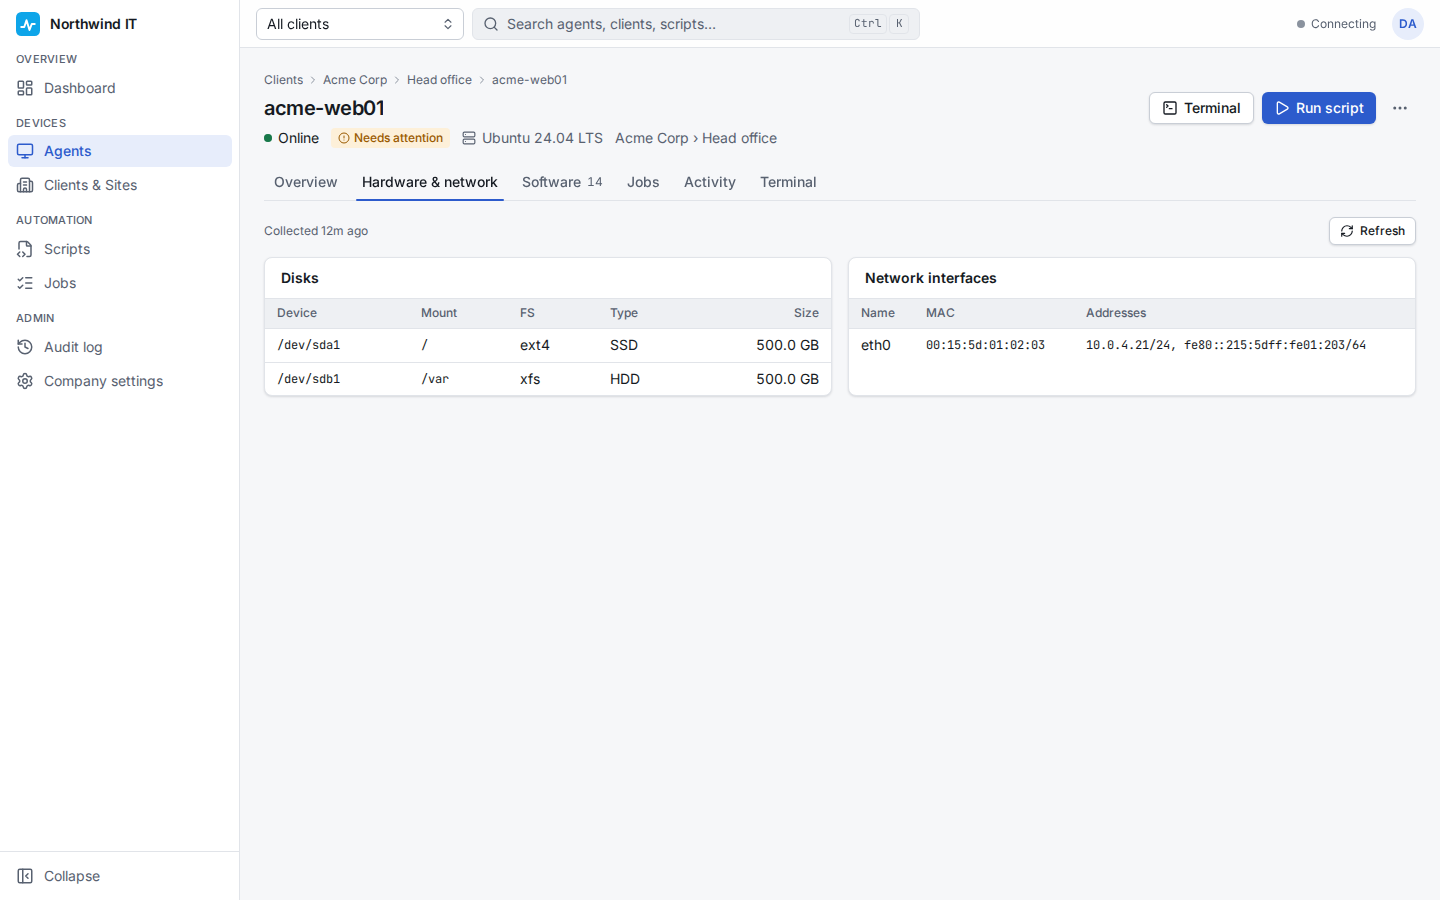 Northwind IT
OVERVIEW
Dashboard
DEVICES
Agents
Clients & Sites
AUTOMATION
Scripts
Jobs
ADMIN
Audit log
Company settings
Collapse
All clients
Search agents, clients, scripts...
Ctrl K
Connecting
DA
Clients > Acme Corp > Head office > acme-web01
acme-web01
Terminal
Run script
Online
Needs attention
Ubuntu 24.04 LTS
Acme Corp › Head office
Overview
Hardware & network
Software 14
Jobs
Activity
Terminal
Collected 12m ago
Refresh
Disks
Device Mount FS Type Size
/dev/sda1 / ext4 SSD 500.0 GB
/dev/sdb1 /var xfs HDD 500.0 GB
Network interfaces
Name MAC Addresses
eth0 00:15:5d:01:02:03 10.0.4.21/24, fe80::215:5dff:fe01:203/64